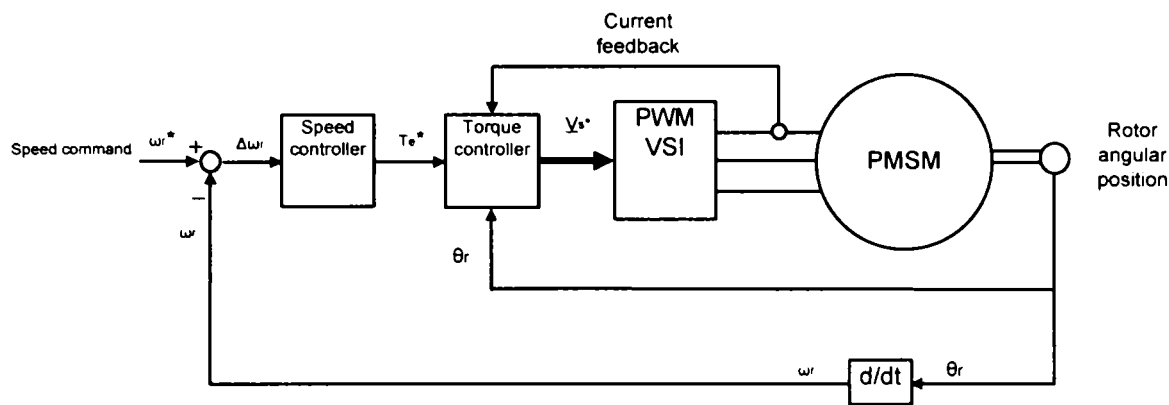 Current
feedback
Speed command
ωr*
+
Δωr
−
ωr
Speed
controller
Te*
Torque
controller
Vs*
PWM
VSI
PMSM
Rotor
angular
position
θr
ωr
d/dt
θr